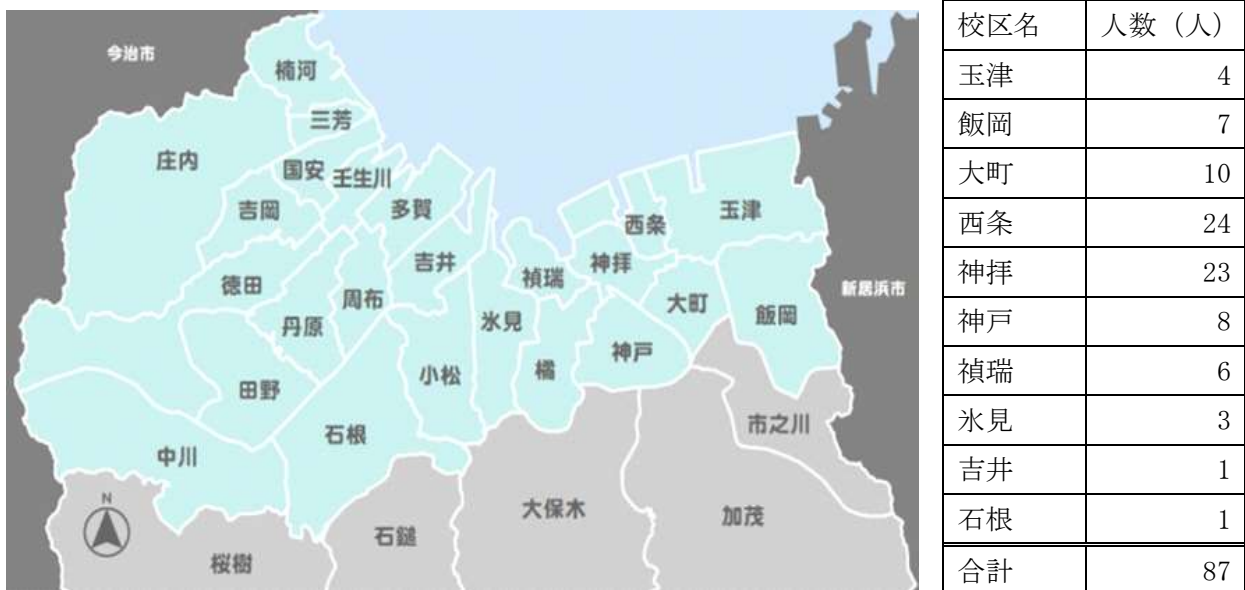 今治市
楠河
三芳
庄内
国安
壬生川
吉岡
多賀
西条
玉津
吉井
禎瑞
神拝
徳田
周布
大町
新居浜市
丹原
氷見
飯岡
神戸
小松
橘
田野
石根
市之川
中川
N
大保木
加茂
石鎚
桜樹
校区名 人数（人）
玉津 4
飯岡 7
大町 10
西条 24
神拝 23
神戸 8
禎瑞 6
氷見 3
吉井 1
石根 1
合計 87